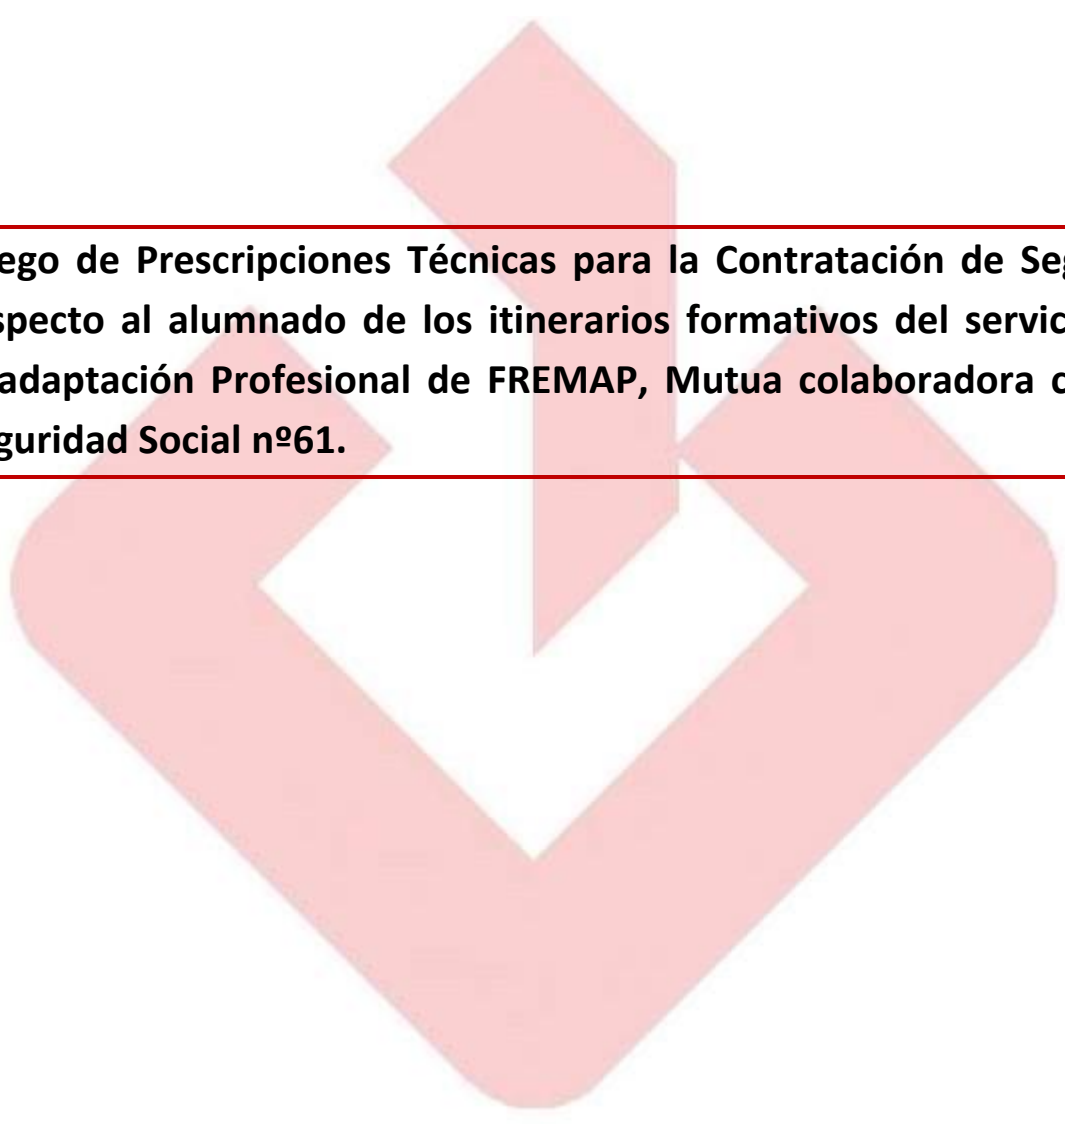 ego de Prescripciones Técnicas para la Contratación de Seg
specto al alumnado de los itinerarios formativos del servic
adaptación Profesional de FREMAP, Mutua colaboradora c
guridad Social nº61.